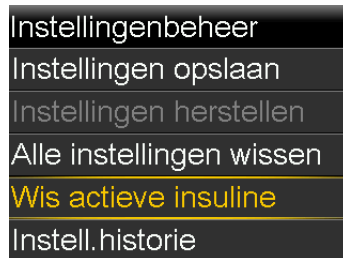 Instellingenbeheer
Instellingen opslaan
Instellingen herstellen
Alle instellingen wissen
Wis actieve insuline
Instell.historie